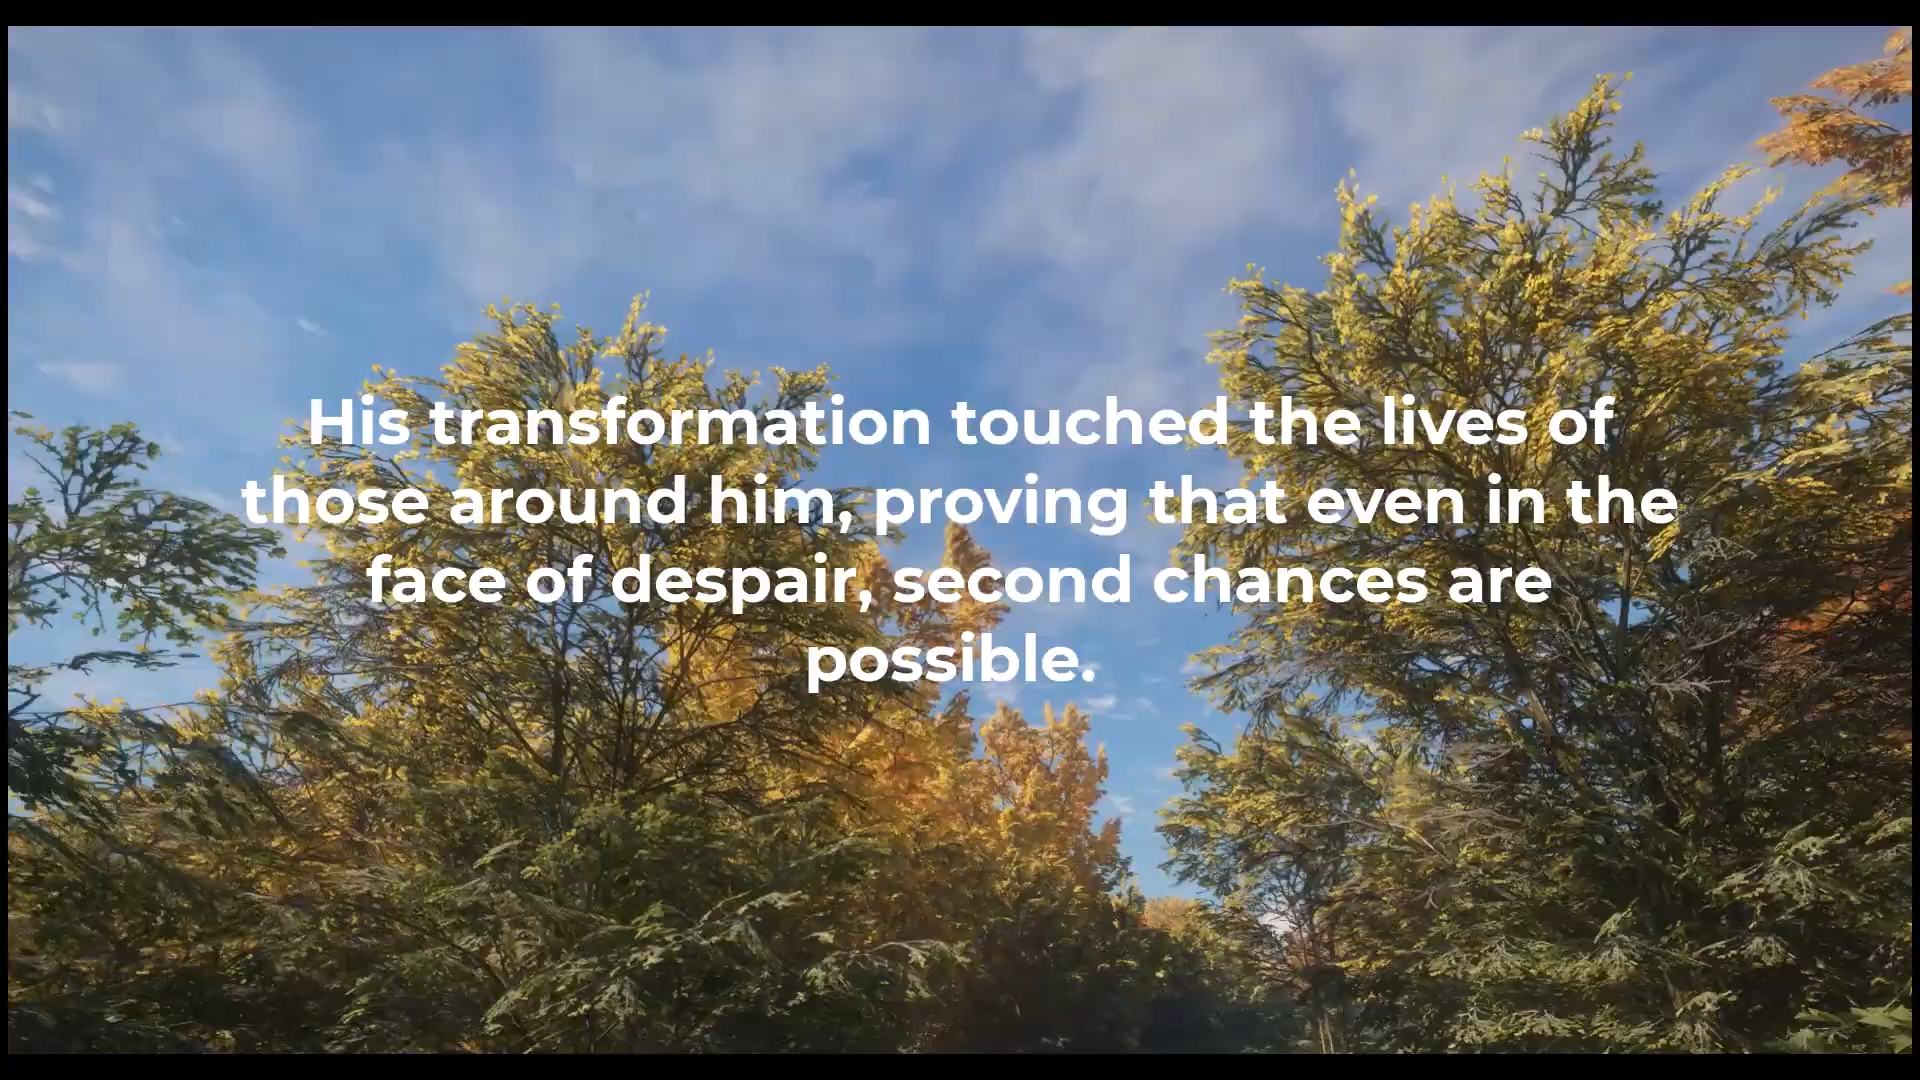 His transformation touched the lives of
those around him, proving that even in the
face of despair, second chances are
possible.